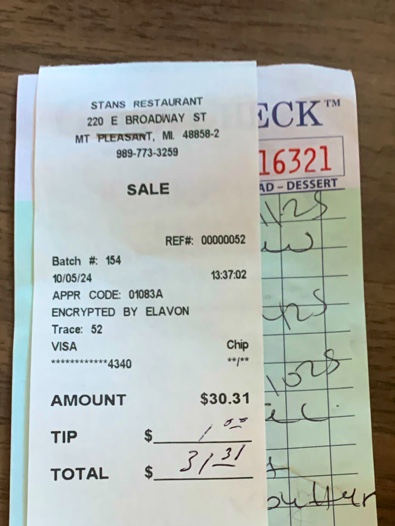 STANS RESTAURANT
220 E BROADWAY ST
MT PLEASANT, MI. 48858-2
989-773-3259
SALE
REF#: 00000052
Batch #: 154
10/05/24 13:37:02
APPR CODE: 01083A
ENCRYPTED BY ELAVON
Trace: 52
VISA Chip
************4340 **/**
AMOUNT $30.31
TIP $ 1.00
TOTAL $ 31.31
ECK™
16321
AD – DESSERT